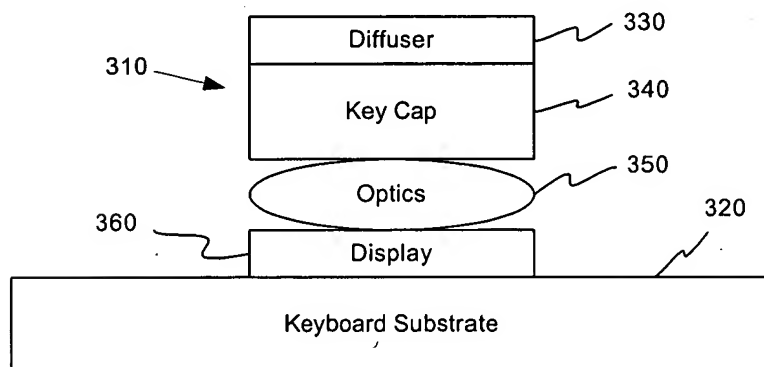 Diffuser 330
310
Key Cap 340
Optics 350
360 320
Display
Keyboard Substrate